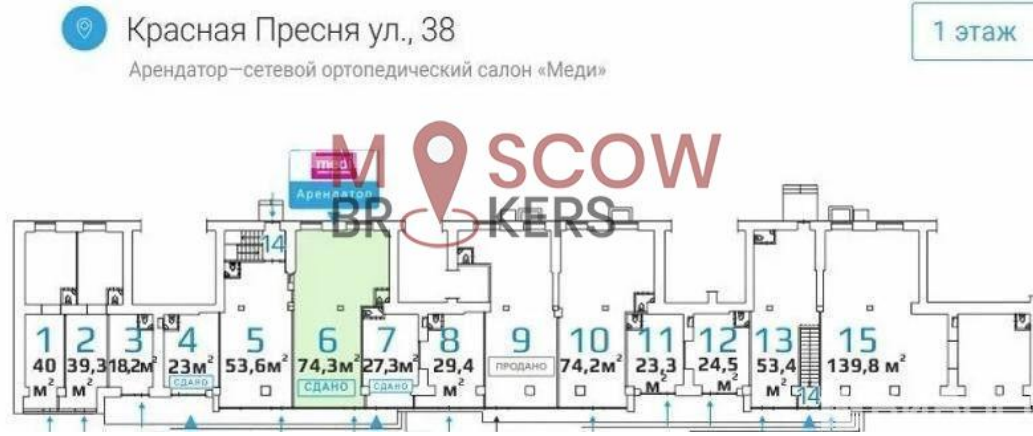 Красная Пресня ул., 38
1 этаж
Арендатор—сетевой ортопедический салон «Меди»
MOSCOW
BROKERS
medi
Арендатор
14
1
40
м²
2
39,3
м²
3
18,2м²
4
23м²
СДАНО
5
53,6м²
6
74,3м²
СДАНО
7
27,3м²
СДАНО
8
29,4
м²
9
ПРОДАНО
10
74,2м²
11
23,3
м²
12
24,5
м²
13
53,4
м²
14
15
139,8 м²